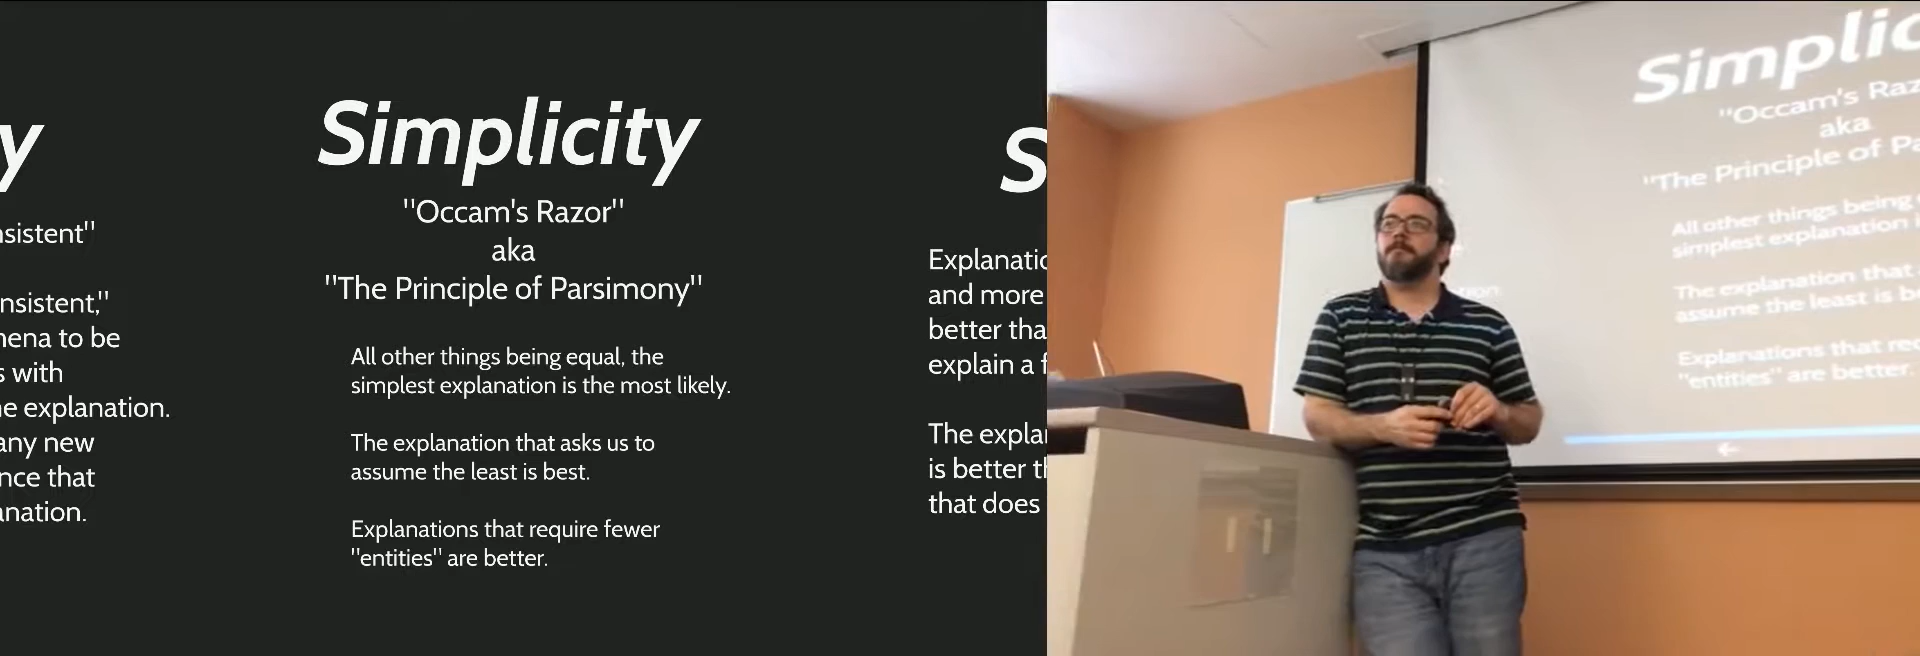 y
nsistent"
nsistent,"
nena to be
s with
ne explanation.
any new
nce that
anation.
Simplicity
"Occam's Razor"
aka
"The Principle of Parsimony"
All other things being equal, the
simplest explanation is the most likely.
The explanation that asks us to
assume the least is best.
Explanations that require fewer
"entities" are better.
S
Explanatio
and more
better tha
explain a f
The explan
is better th
that does
Simplic
"Occam's Raz
aka
"The Principle of Pa
All other things being
simplest explanation
The explanation that
assume the least is b
Explanations that req
"entities" are better.